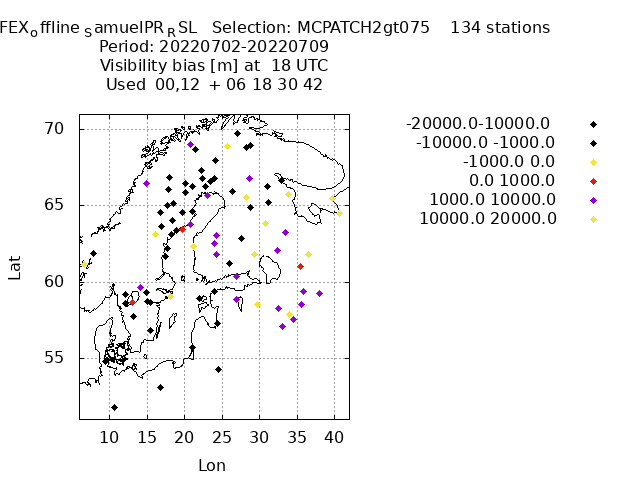 FEX offline SamuelPR RSL Selection: MCPATCH2gt075 134 stations
Period: 20220702-20220709
Visibility bias [m] at 18 UTC
Used 00,12 + 06 18 30 42
-20000.0-10000.0
-10000.0 -1000.0
-1000.0 0.0
0.0 1000.0
1000.0 10000.0
10000.0 20000.0
70
65
60
55
Lat
10 15 20 25 30 35 40
Lon